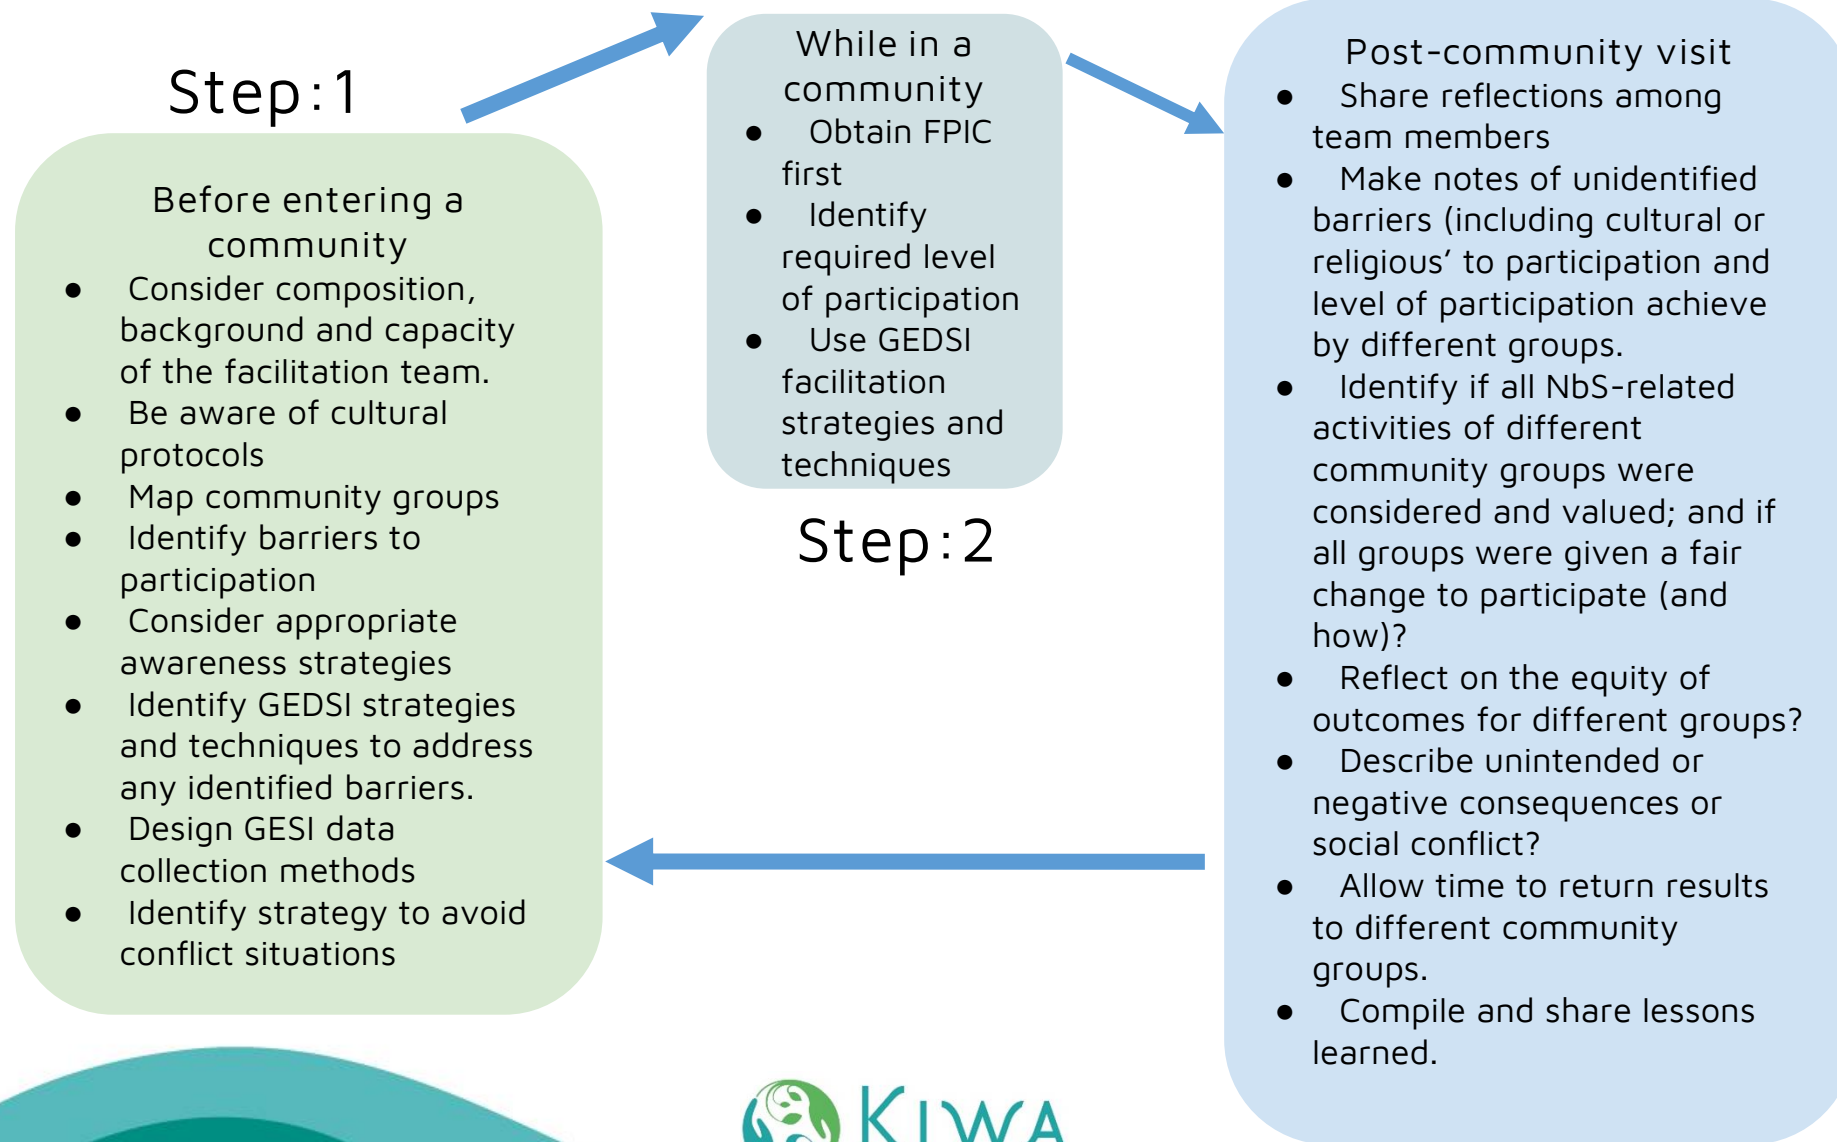 Step:1
Before entering a
community
● Consider composition,
background and capacity
of the facilitation team.
● Be aware of cultural
protocols
● Map community groups
● Identify barriers to
participation
● Consider appropriate
awareness strategies
● Identify GEDSI strategies
and techniques to address
any identified barriers.
● Design GESI data
collection methods
● Identify strategy to avoid
conflict situations
While in a
community
● Obtain FPIC
first
● Identify
required level
of participation
● Use GEDSI
facilitation
strategies and
techniques
Step:2
Post-community visit
● Share reflections among
team members
● Make notes of unidentified
barriers (including cultural or
religious’ to participation and
level of participation achieve
by different groups.
● Identify if all NbS-related
activities of different
community groups were
considered and valued; and if
all groups were given a fair
change to participate (and
how)?
● Reflect on the equity of
outcomes for different groups?
● Describe unintended or
negative consequences or
social conflict?
● Allow time to return results
to different community
groups.
● Compile and share lessons
learned.
KIWA